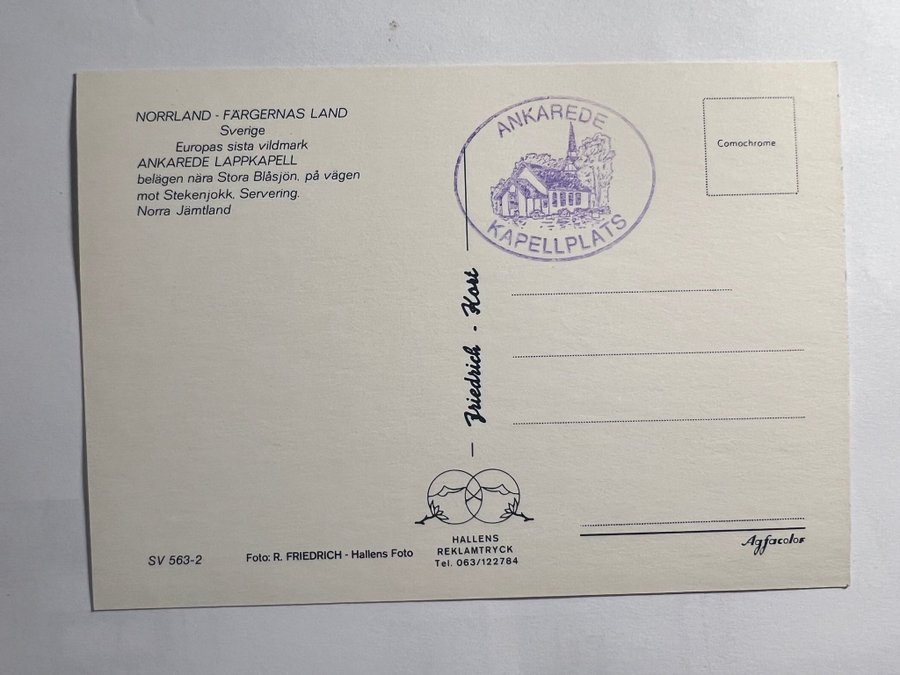 NORRLAND - FÄRGERNAS LAND
Sverige
Europas sista vildmark
ANKAREDE LAPPKAPELL
belägen nära Stora Blåsjön, på vägen
mot Stekenjokk. Servering.
Norra Jämtland
SV 563-2
Foto: R. FRIEDRICH - Hallens Foto
Friedrich - Kort
HALLENS
REKLAMTRYCK
Tel. 063/122784
ANKAREDE
KAPELLPLATS
Comochrome
Agfacolor